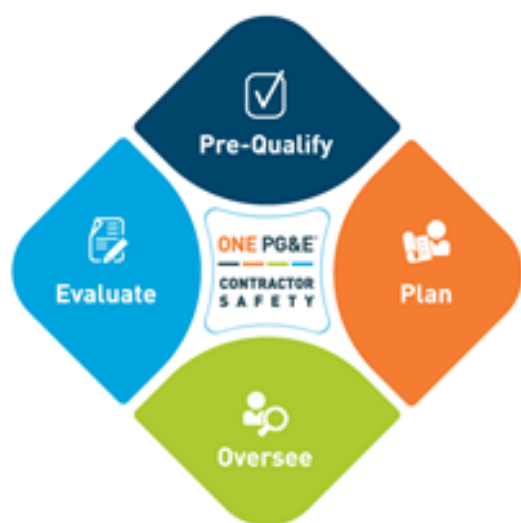 Pre-Qualify
Evaluate
ONE PG&E
CONTRACTOR
SAFETY
Plan
Oversee